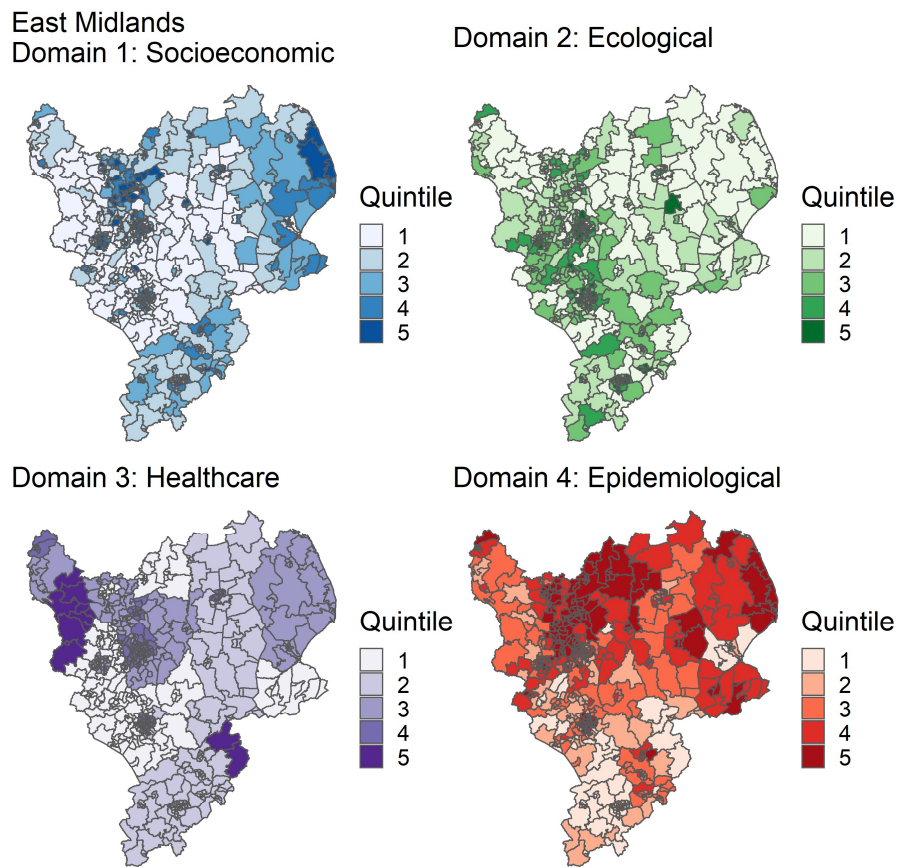 East Midlands
Domain 1: Socioeconomic
Domain 2: Ecological
Quintile
1
2
3
4
5
Quintile
1
2
3
4
5
Domain 3: Healthcare
Domain 4: Epidemiological
Quintile
1
2
3
4
5
Quintile
1
2
3
4
5